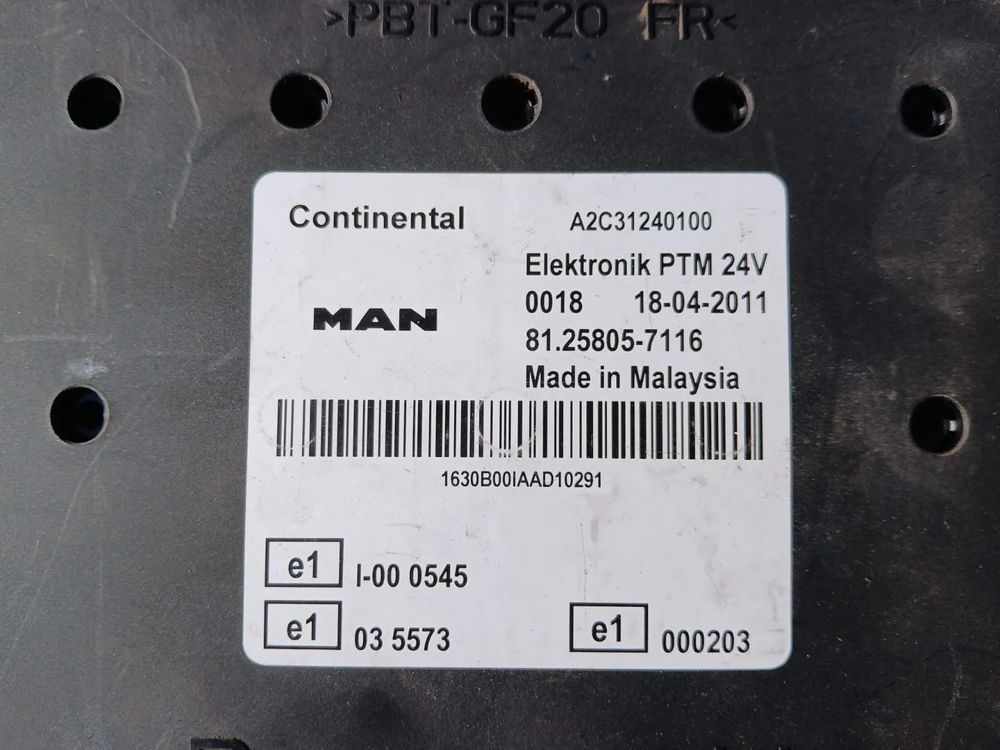 >PBT-GF20 FR<
Continental
A2C31240100
Elektronik PTM 24V
0018 18-04-2011
MAN
81.25805-7116
Made in Malaysia
1630B00IAAD10291
e1 I-00 0545
e1 03 5573
e1 000203